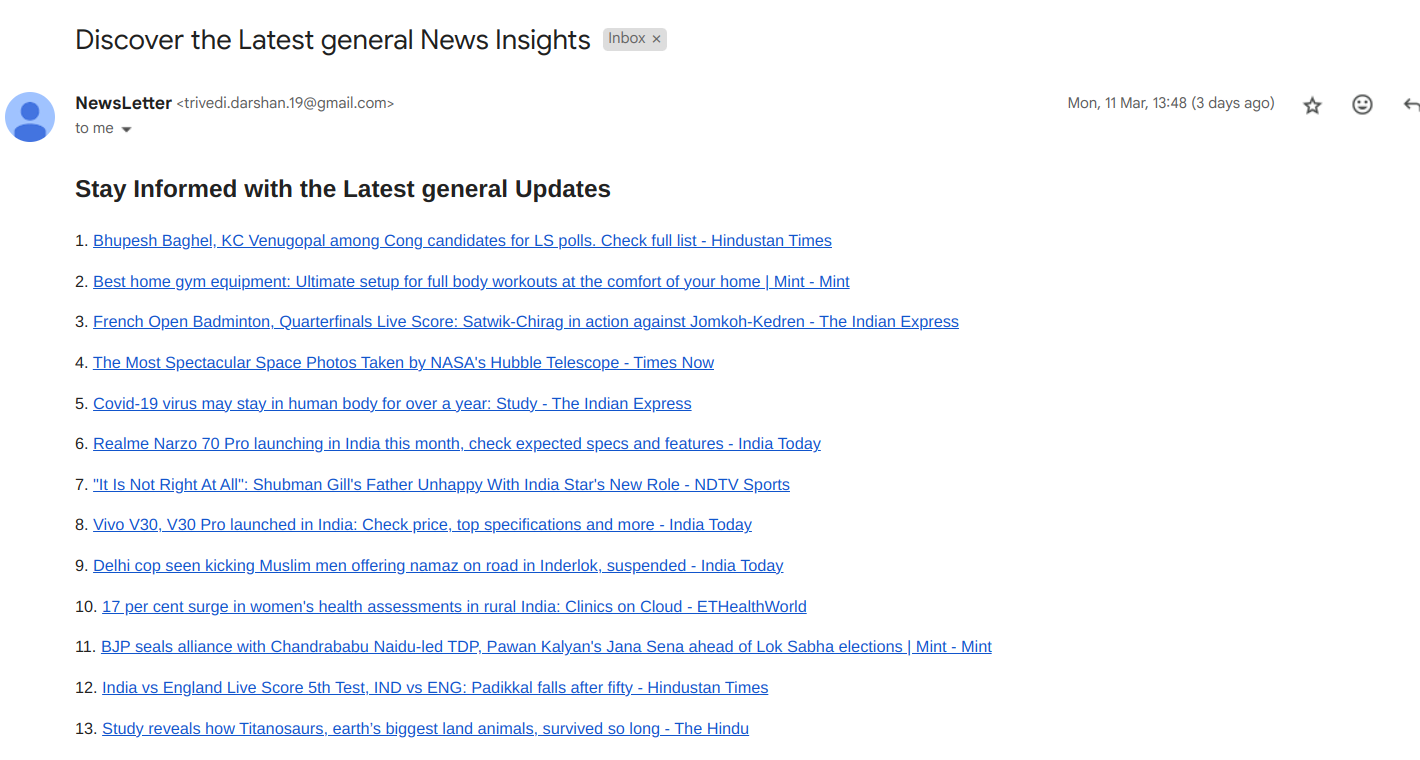 Discover the Latest general News Insights Inbox ×
NewsLetter <trivedi.darshan.19@gmail.com> Mon, 11 Mar, 13:48 (3 days ago)
to me
Stay Informed with the Latest general Updates
1. Bhupesh Baghel, KC Venugopal among Cong candidates for LS polls. Check full list - Hindustan Times
2. Best home gym equipment: Ultimate setup for full body workouts at the comfort of your home | Mint - Mint
3. French Open Badminton, Quarterfinals Live Score: Satwik-Chirag in action against Jomkoh-Kedren - The Indian Express
4. The Most Spectacular Space Photos Taken by NASA's Hubble Telescope - Times Now
5. Covid-19 virus may stay in human body for over a year: Study - The Indian Express
6. Realme Narzo 70 Pro launching in India this month, check expected specs and features - India Today
7. "It Is Not Right At All": Shubman Gill's Father Unhappy With India Star's New Role - NDTV Sports
8. Vivo V30, V30 Pro launched in India: Check price, top specifications and more - India Today
9. Delhi cop seen kicking Muslim men offering namaz on road in Inderlok, suspended - India Today
10. 17 per cent surge in women's health assessments in rural India: Clinics on Cloud - ETHealthWorld
11. BJP seals alliance with Chandrababu Naidu-led TDP, Pawan Kalyan's Jana Sena ahead of Lok Sabha elections | Mint - Mint
12. India vs England Live Score 5th Test, IND vs ENG: Padikkal falls after fifty - Hindustan Times
13. Study reveals how Titanosaurs, earth’s biggest land animals, survived so long - The Hindu